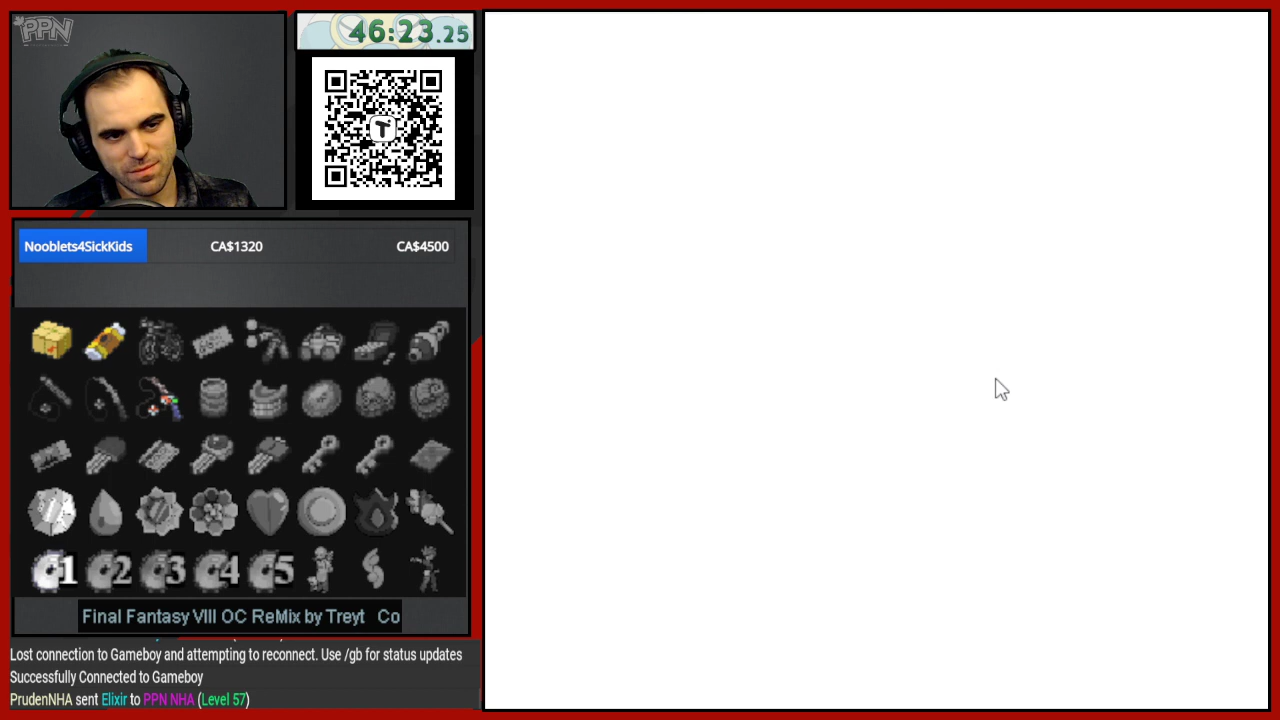 PPN
46:23.25
T
Nooblets4SickKids CA$1320 CA$4500
1 2 3 4 5
Final Fantasy VIII OC ReMix by Treyt Co
Lost connection to Gameboy and attempting to reconnect. Use /gb for status updates
Successfully Connected to Gameboy
PrudenNHA sent Elixir to PPN NHA (Level 57)